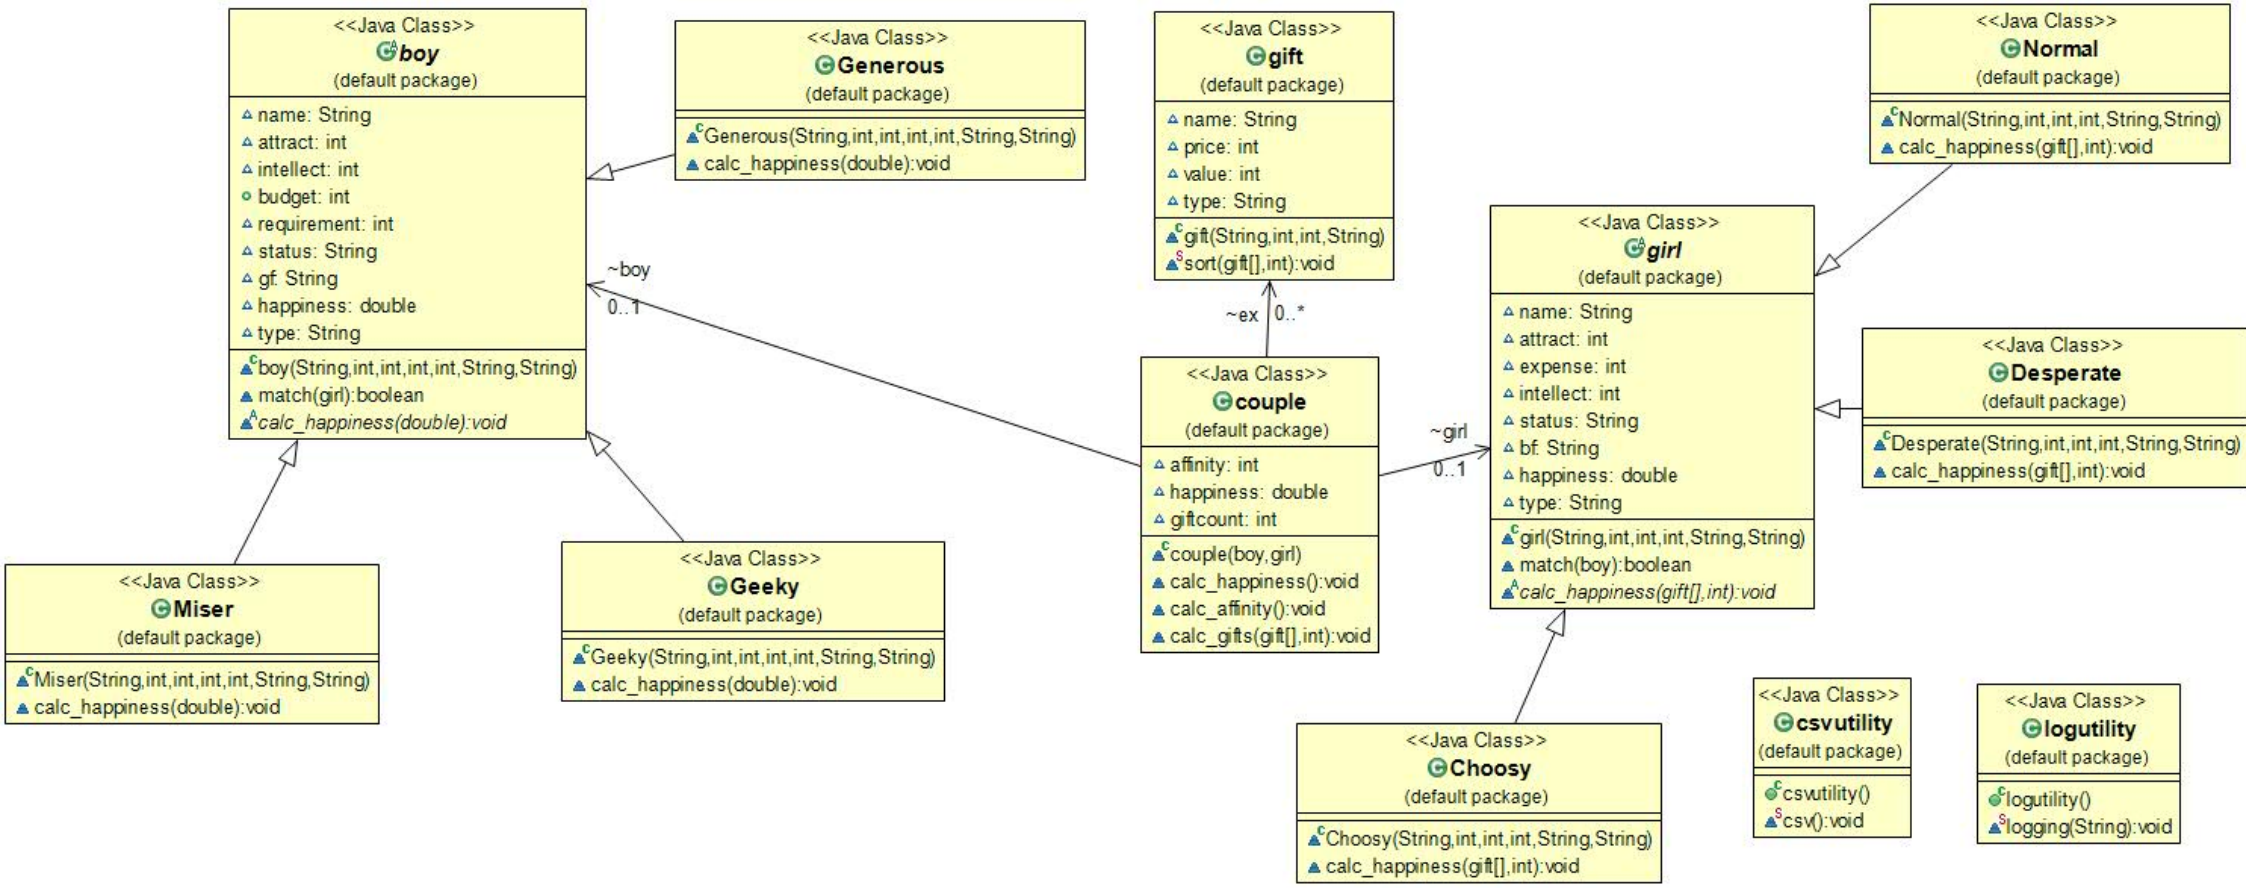 <<Java Class>>
boy
(default package)
name: String
attract: int
intellect: int
budget: int
requirement: int
status: String
gf: String
happiness: double
type: String
boy(String,int,int,int,int,String,String)
match(girl):boolean
calc_happiness(double):void
<<Java Class>>
Generous
(default package)
Generous(String,int,int,int,int,String,String)
calc_happiness(double):void
<<Java Class>>
gift
(default package)
name: String
price: int
value: int
type: String
gift(String,int,int,String)
sort(gift[],int):void
<<Java Class>>
Normal
(default package)
Normal(String,int,int,int,String,String)
calc_happiness(gift[],int):void
<<Java Class>>
girl
(default package)
name: String
attract: int
expense: int
intellect: int
status: String
bf: String
happiness: double
type: String
girl(String,int,int,int,String,String)
match(boy):boolean
calc_happiness(gift[],int):void
~boy
0..1
~ex
0..*
~girl
0..1
<<Java Class>>
couple
(default package)
affinity: int
happiness: double
giftcount: int
couple(boy,girl)
calc_happiness():void
calc_affinity():void
calc_gifts(gift[],int):void
<<Java Class>>
Desperate
(default package)
Desperate(String,int,int,int,String,String)
calc_happiness(gift[],int):void
<<Java Class>>
Miser
(default package)
Miser(String,int,int,int,int,String,String)
calc_happiness(double):void
<<Java Class>>
Geeky
(default package)
Geeky(String,int,int,int,int,String,String)
calc_happiness(double):void
<<Java Class>>
Choosy
(default package)
Choosy(String,int,int,int,String,String)
calc_happiness(gift[],int):void
<<Java Class>>
csvutility
(default package)
csvutility()
csv():void
<<Java Class>>
logutility
(default package)
logutility()
logging(String):void